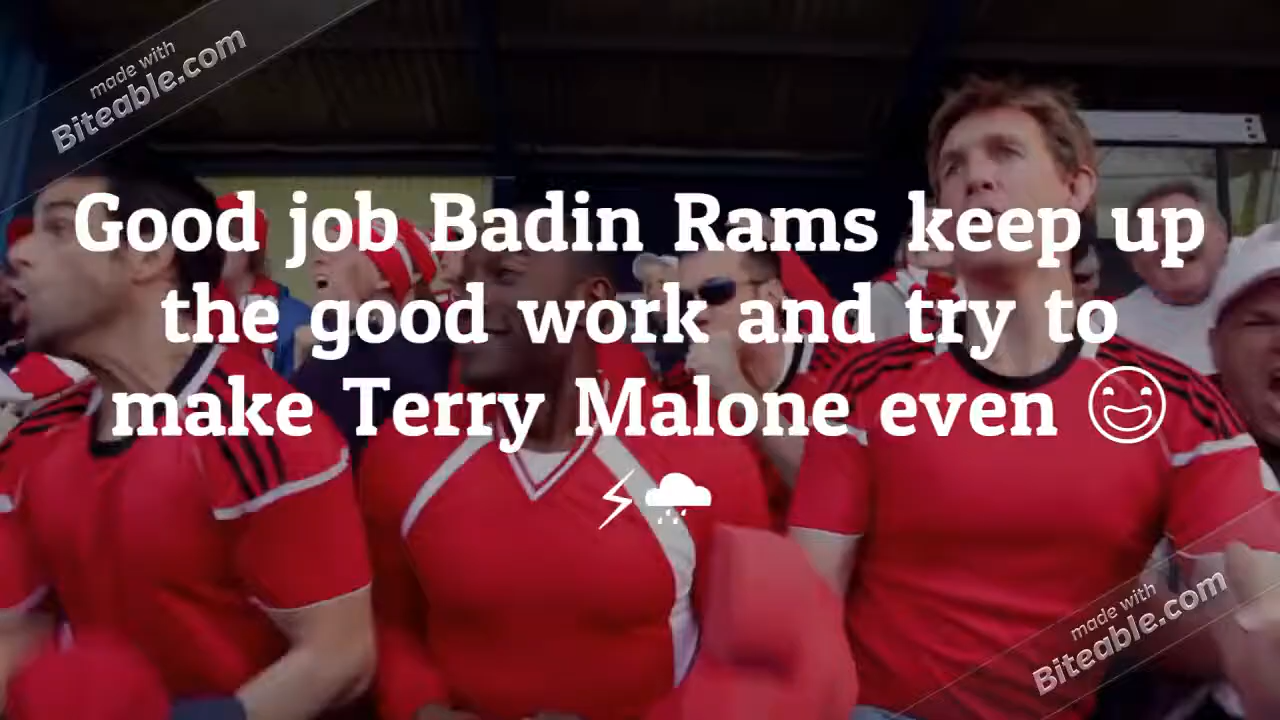 made with
Biteable.com
Good job Badin Rams keep up
the good work and try to
make Terry Malone even 😃
⚡🌧
made with
Biteable.com